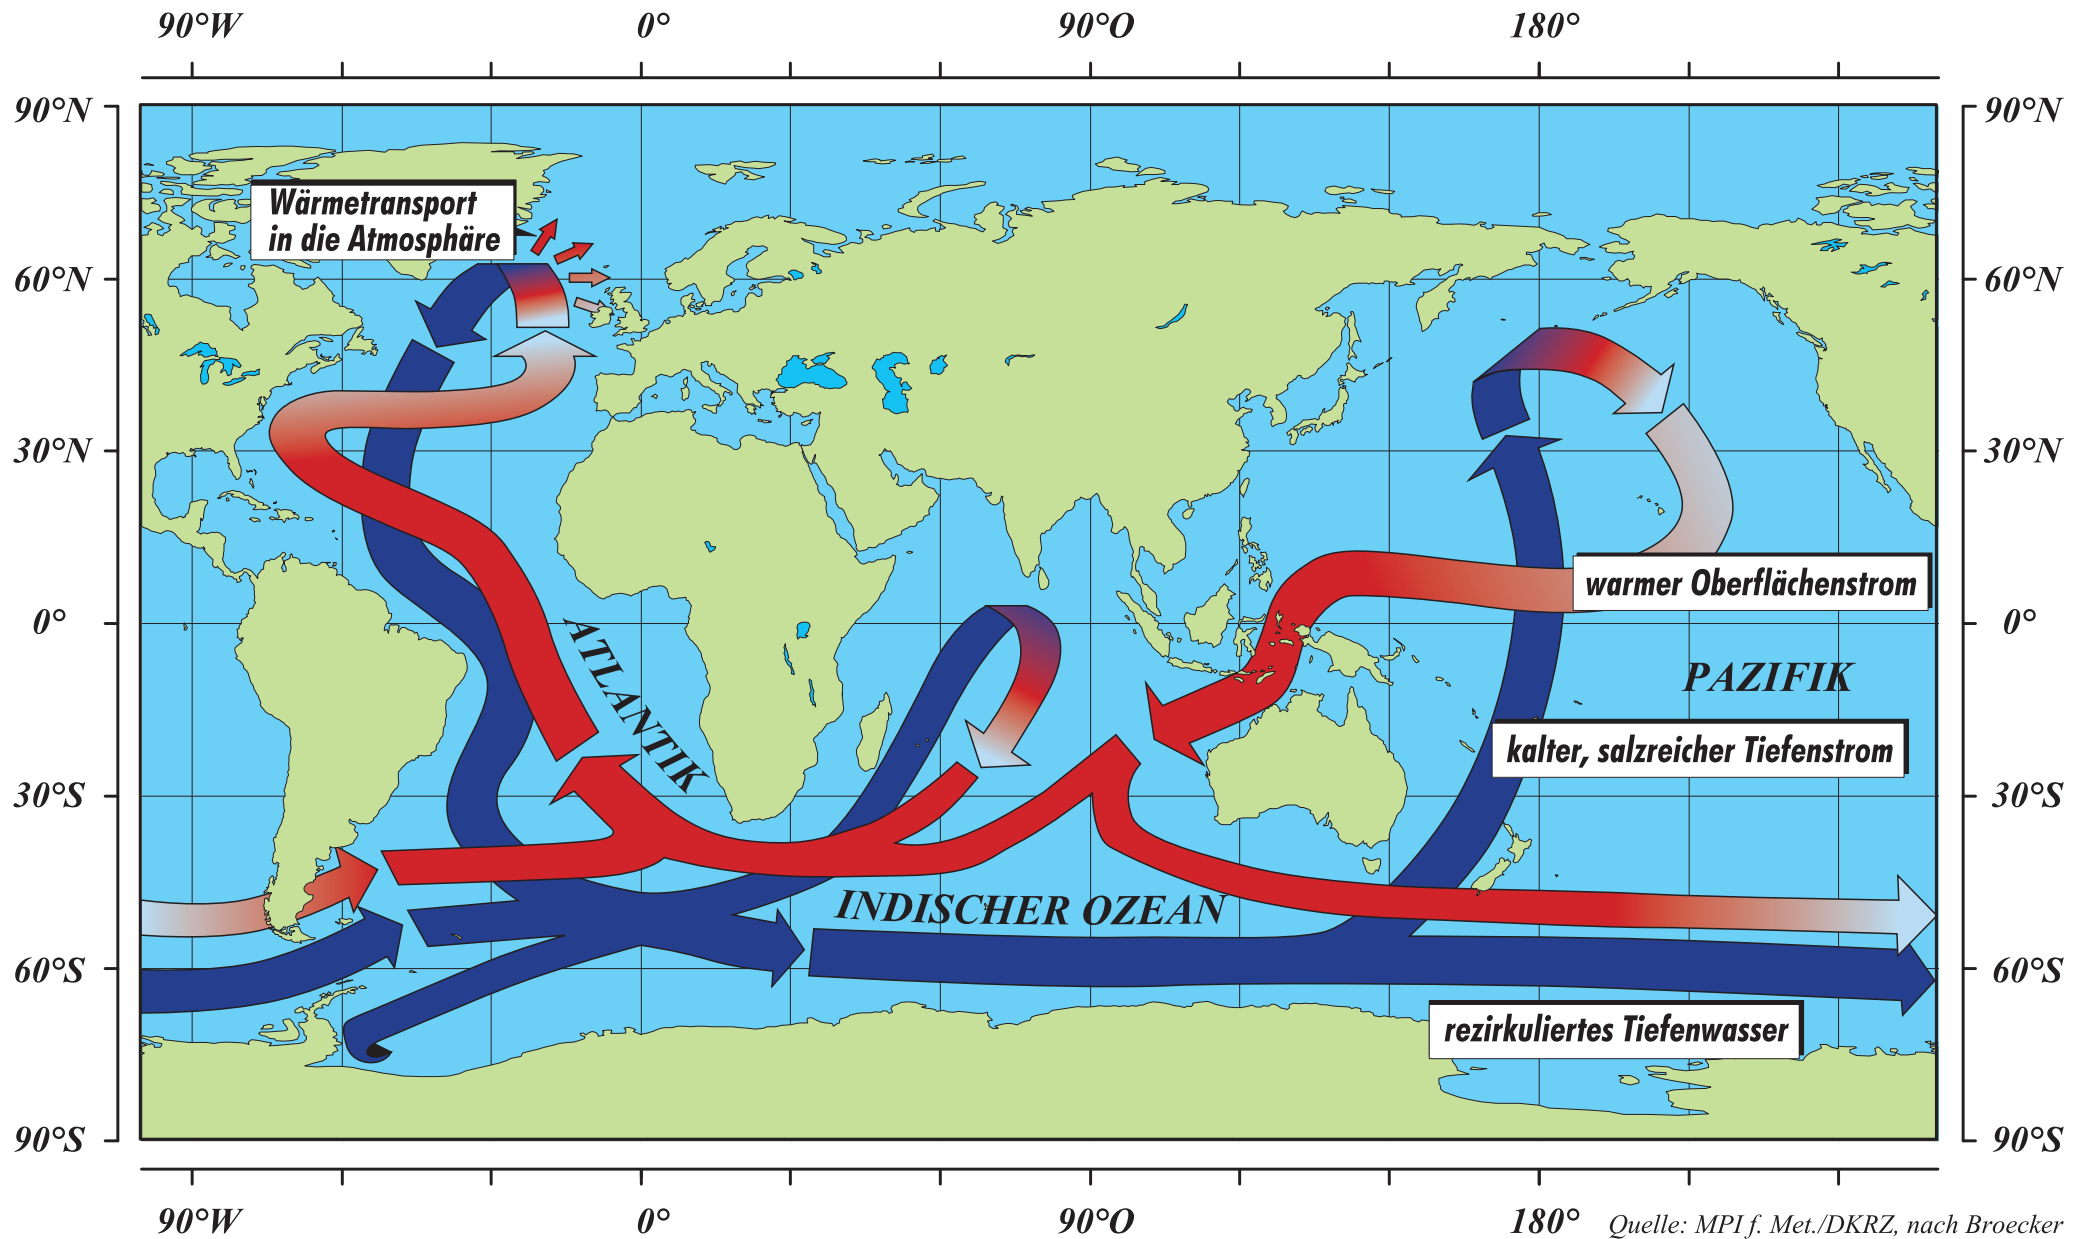 90°W 0° 90°O 180°
90°N 90°N
Wärmetransport
in die Atmosphäre
60°N 60°N
30°N 30°N
warmer Oberflächenstrom
0° 0°
ATLANTIK
PAZIFIK
kalter, salzreicher Tiefenstrom
30°S 30°S
INDISCHER OZEAN
60°S 60°S
rezirkuliertes Tiefenwasser
90°S 90°S
90°W 0° 90°O 180°
Quelle: MPI f. Met./DKRZ, nach Broecker